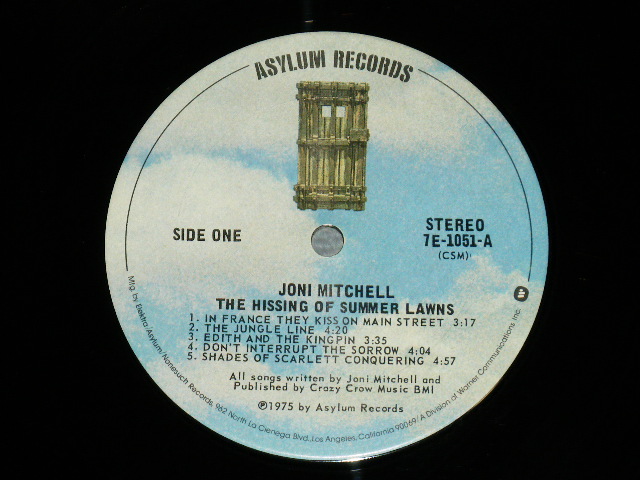 ASYLUM RECORDS
SIDE ONE
STEREO
7E-1051-A
(CSM)
JONI MITCHELL
THE HISSING OF SUMMER LAWNS
1. IN FRANCE THEY KISS ON MAIN STREET 3:17
2. THE JUNGLE LINE 4:20
3. EDITH AND THE KINGPIN 3:35
4. DON'T INTERRUPT THE SORROW 4:04
5. SHADES OF SCARLETT CONQUERING 4:57
All songs written by Joni Mitchell and
Published by Crazy Crow Music BMI
℗1975 by Asylum Records
Mfg. by Elektra/Asylum/Nonesuch Records, 962 North La Cienega Blvd., Los Angeles, California 90069/A Division of Warner Communications Inc.